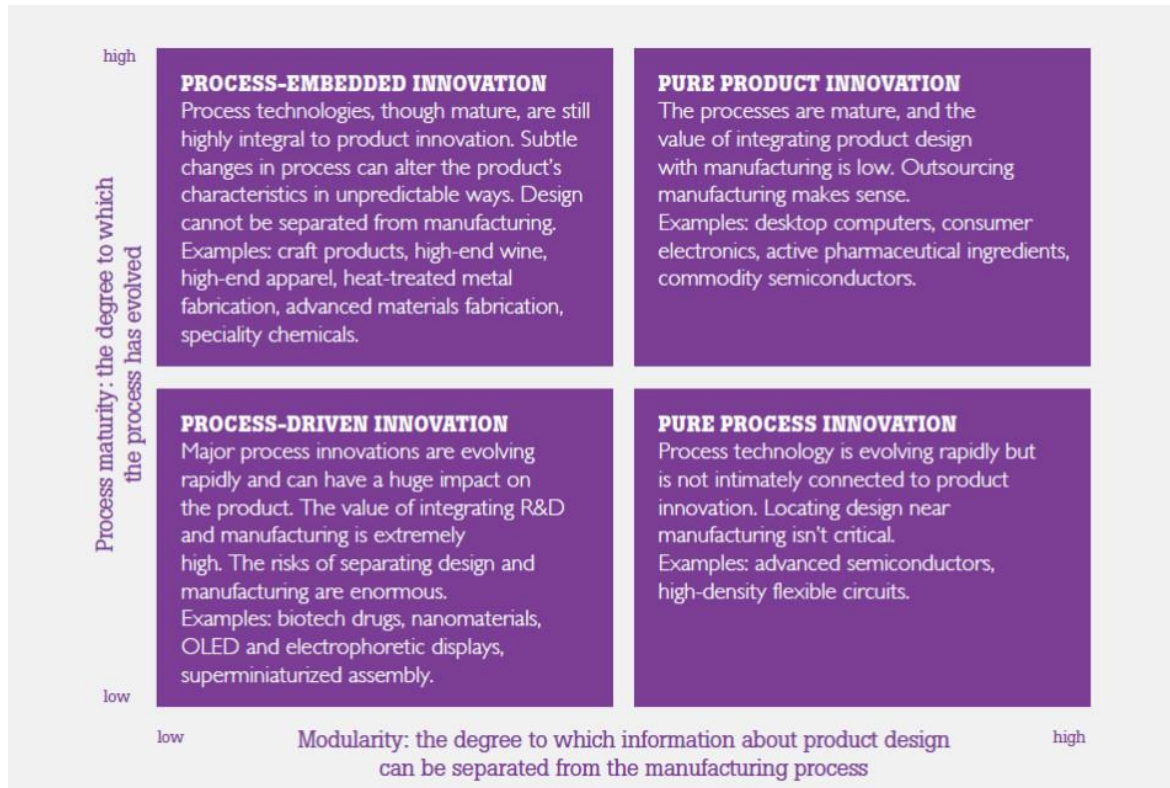 high
PROCESS-EMBEDDED INNOVATION
Process technologies, though mature, are still
highly integral to product innovation. Subtle
changes in process can alter the product’s
characteristics in unpredictable ways. Design
cannot be separated from manufacturing.
Examples: craft products, high-end wine,
high-end apparel, heat-treated metal
fabrication, advanced materials fabrication,
speciality chemicals.
PURE PRODUCT INNOVATION
The processes are mature, and the
value of integrating product design
with manufacturing is low. Outsourcing
manufacturing makes sense.
Examples: desktop computers, consumer
electronics, active pharmaceutical ingredients,
commodity semiconductors.
Process maturity: the degree to which
the process has evolved
PROCESS-DRIVEN INNOVATION
Major process innovations are evolving
rapidly and can have a huge impact on
the product. The value of integrating R&D
and manufacturing is extremely
high. The risks of separating design and
manufacturing are enormous.
Examples: biotech drugs, nanomaterials,
OLED and electrophoretic displays,
superminiaturized assembly.
PURE PROCESS INNOVATION
Process technology is evolving rapidly but
is not intimately connected to product
innovation. Locating design near
manufacturing isn’t critical.
Examples: advanced semiconductors,
high-density flexible circuits.
low
low
Modularity: the degree to which information about product design
can be separated from the manufacturing process
high